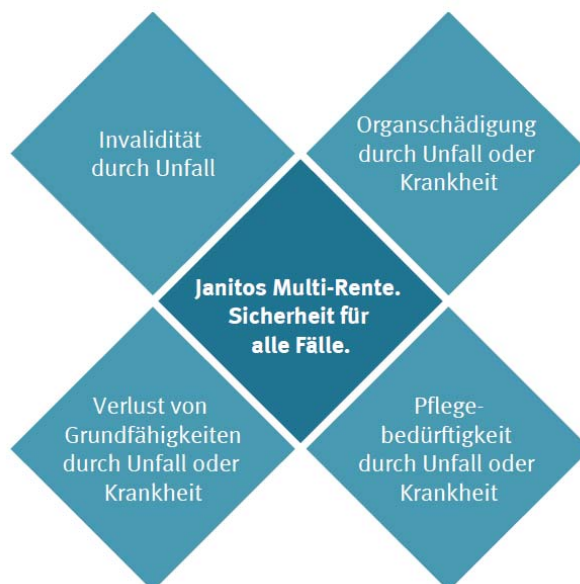 Invalidität
durch Unfall
Organschädigung
durch Unfall oder
Krankheit
Janitos Multi-Rente.
Sicherheit für
alle Fälle.
Verlust von
Grundfähigkeiten
durch Unfall oder
Krankheit
Pflege-
bedürftigkeit
durch Unfall oder
Krankheit